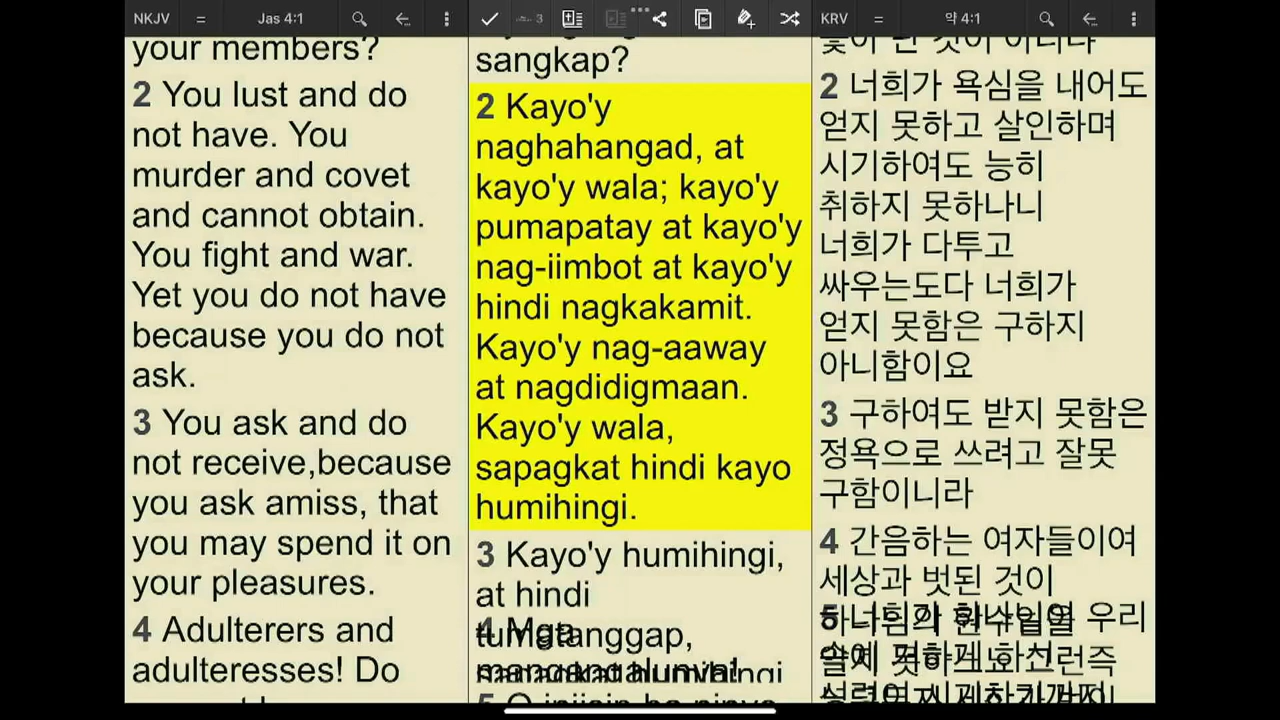 NKJV
=
Jas 4:1
your members?
2 You lust and do
not have. You
murder and covet
and cannot obtain.
You fight and war.
Yet you do not have
because you do not
ask.
3 You ask and do
not receive,because
you ask amiss, that
you may spend it on
your pleasures.
4 Adulterers and
adulteresses! Do
3
sangkap?
2 Kayo'y
naghahangad, at
kayo'y wala; kayo'y
pumapatay at kayo'y
nag-iimbot at kayo'y
hindi nagkakamit.
Kayo'y nag-aaway
at nagdidigmaan.
Kayo'y wala,
sapagkat hindi kayo
humihingi.
3 Kayo'y humihingi,
at hindi
tumatanggap,
4 Mga
KRV
=
약 4:1
2 너희가 욕심을 내어도
얻지 못하고 살인하며
시기하여도 능히
취하지 못하나니
너희가 다투고
싸우는도다 너희가
얻지 못함은 구하지
아니함이요
3 구하여도 받지 못함은
정욕으로 쓰려고 잘못
구함이니라
4 간음하는 여자들이여
세상과 벗된 것이